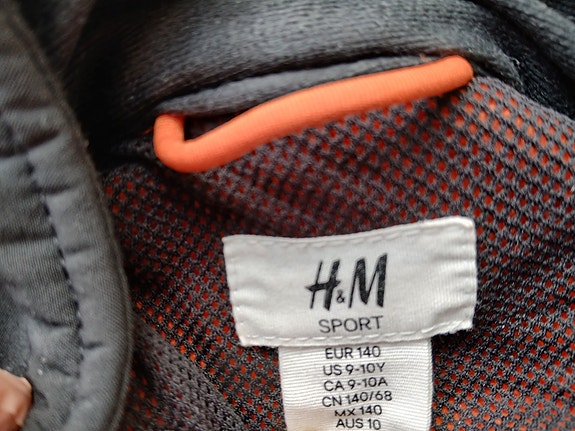 H&M
SPORT
EUR 140
US 9-10Y
CA 9-10A
CN 140/68
MX 140
AUS 10